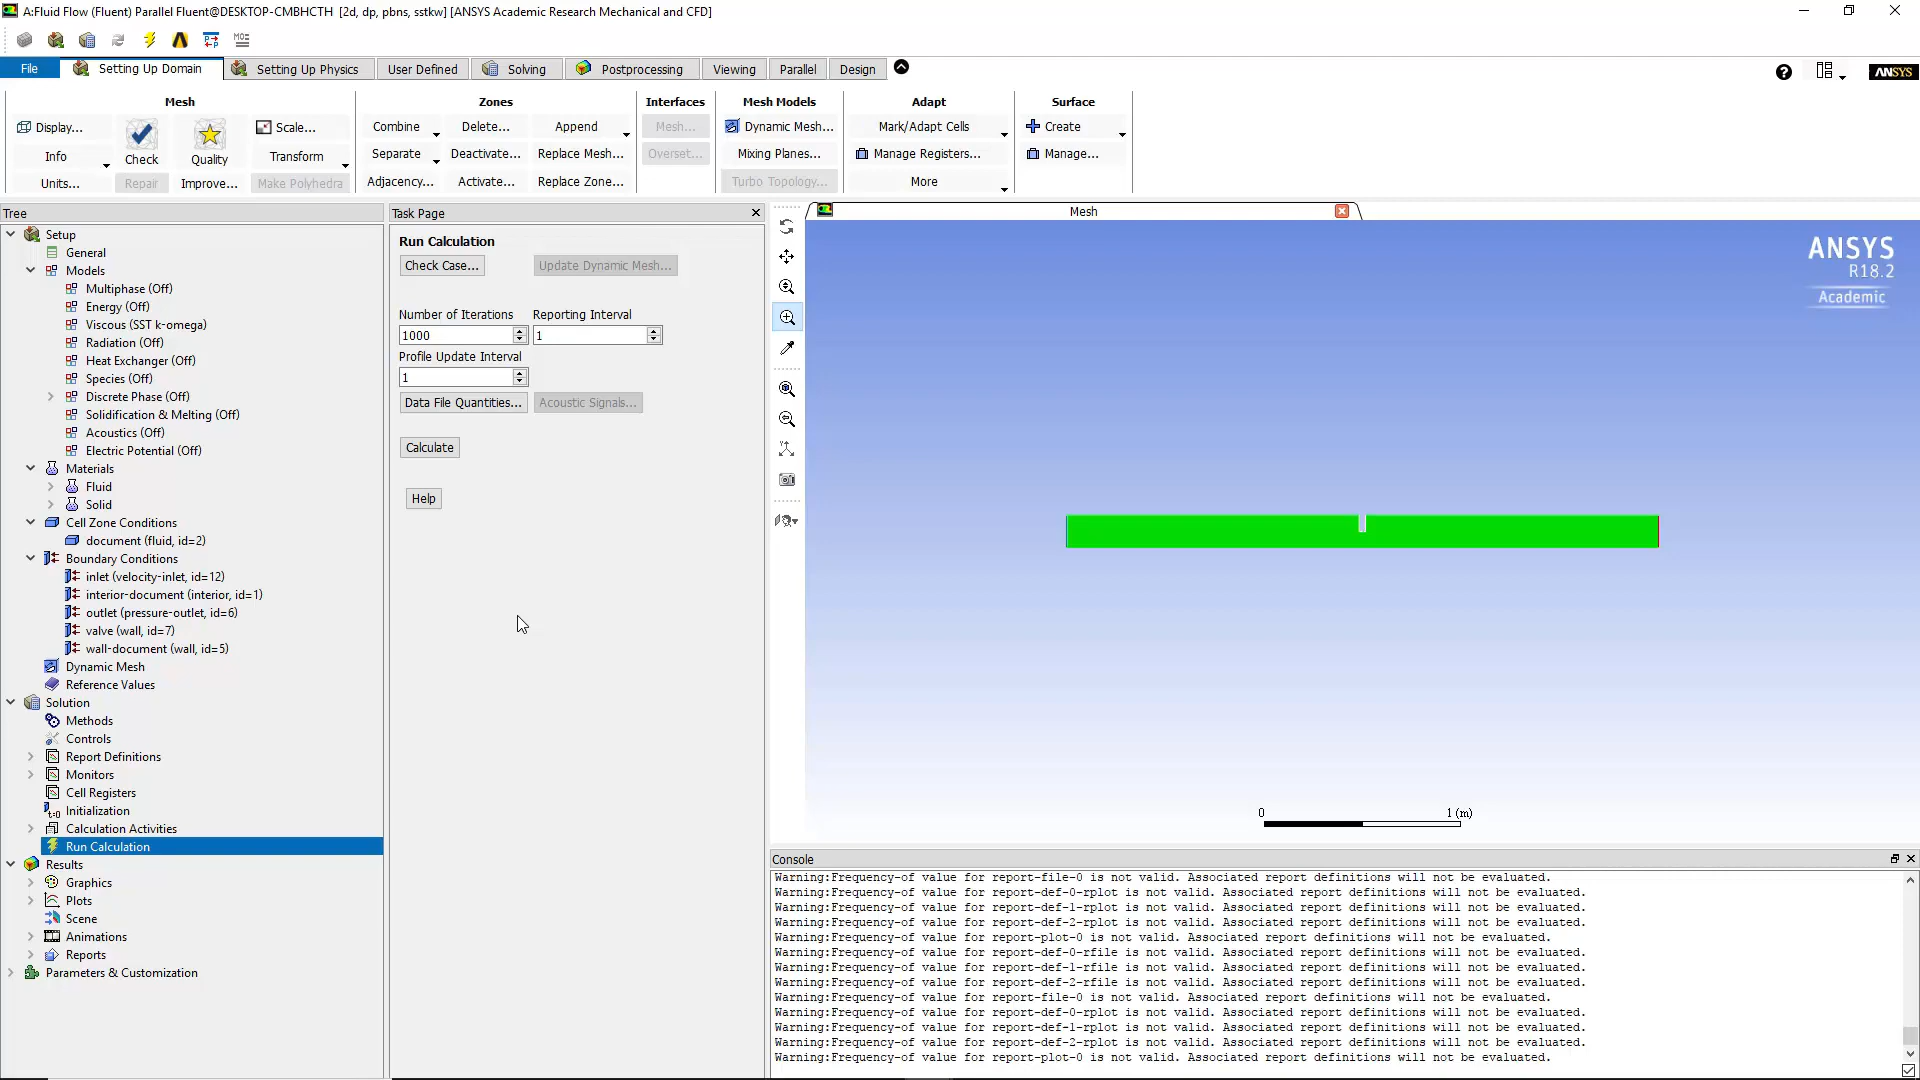 A:Fluid Flow (Fluent) Parallel Fluent@DESKTOP-CMBHCTH [2d, dp, pbns, sstkw] [ANSYS Academic Research Mechanical and CFD]
File
Setting Up Domain
Setting Up Physics
User Defined
Solving
Postprocessing
Viewing
Parallel
Design
ANSYS
Mesh
Zones
Interfaces
Mesh Models
Adapt
Surface
Display...
Check
Quality
Scale...
Combine
Delete...
Append
Mesh...
Dynamic Mesh...
Mark/Adapt Cells
Create
Info
Transform
Separate
Deactivate...
Replace Mesh...
Overset...
Mixing Planes...
Manage Registers...
Manage...
Units...
Repair
Improve...
Make Polyhedra
Adjacency...
Activate...
Replace Zone...
Turbo Topology...
More
Tree
Setup
General
Models
Multiphase (Off)
Energy (Off)
Viscous (SST k-omega)
Radiation (Off)
Heat Exchanger (Off)
Species (Off)
Discrete Phase (Off)
Solidification & Melting (Off)
Acoustics (Off)
Electric Potential (Off)
Materials
Fluid
Solid
Cell Zone Conditions
document (fluid, id=2)
Boundary Conditions
inlet (velocity-inlet, id=12)
interior-document (interior, id=1)
outlet (pressure-outlet, id=6)
valve (wall, id=7)
wall-document (wall, id=5)
Dynamic Mesh
Reference Values
Solution
Methods
Controls
Report Definitions
Monitors
Cell Registers
Initialization
Calculation Activities
Run Calculation
Results
Graphics
Plots
Scene
Animations
Reports
Parameters & Customization
Task Page
Run Calculation
Check Case...
Update Dynamic Mesh...
Number of Iterations
Reporting Interval
1000
1
Profile Update Interval
1
Data File Quantities...
Acoustic Signals...
Calculate
Help
Mesh
ANSYS
R18.2
Academic
0
1 (m)
Console
Warning:Frequency-of value for report-file-0 is not valid. Associated report definitions will not be evaluated.
Warning:Frequency-of value for report-def-0-rplot is not valid. Associated report definitions will not be evaluated.
Warning:Frequency-of value for report-def-1-rplot is not valid. Associated report definitions will not be evaluated.
Warning:Frequency-of value for report-def-2-rplot is not valid. Associated report definitions will not be evaluated.
Warning:Frequency-of value for report-plot-0 is not valid. Associated report definitions will not be evaluated.
Warning:Frequency-of value for report-def-0-rfile is not valid. Associated report definitions will not be evaluated.
Warning:Frequency-of value for report-def-1-rfile is not valid. Associated report definitions will not be evaluated.
Warning:Frequency-of value for report-def-2-rfile is not valid. Associated report definitions will not be evaluated.
Warning:Frequency-of value for report-file-0 is not valid. Associated report definitions will not be evaluated.
Warning:Frequency-of value for report-def-0-rplot is not valid. Associated report definitions will not be evaluated.
Warning:Frequency-of value for report-def-1-rplot is not valid. Associated report definitions will not be evaluated.
Warning:Frequency-of value for report-def-2-rplot is not valid. Associated report definitions will not be evaluated.
Warning:Frequency-of value for report-plot-0 is not valid. Associated report definitions will not be evaluated.